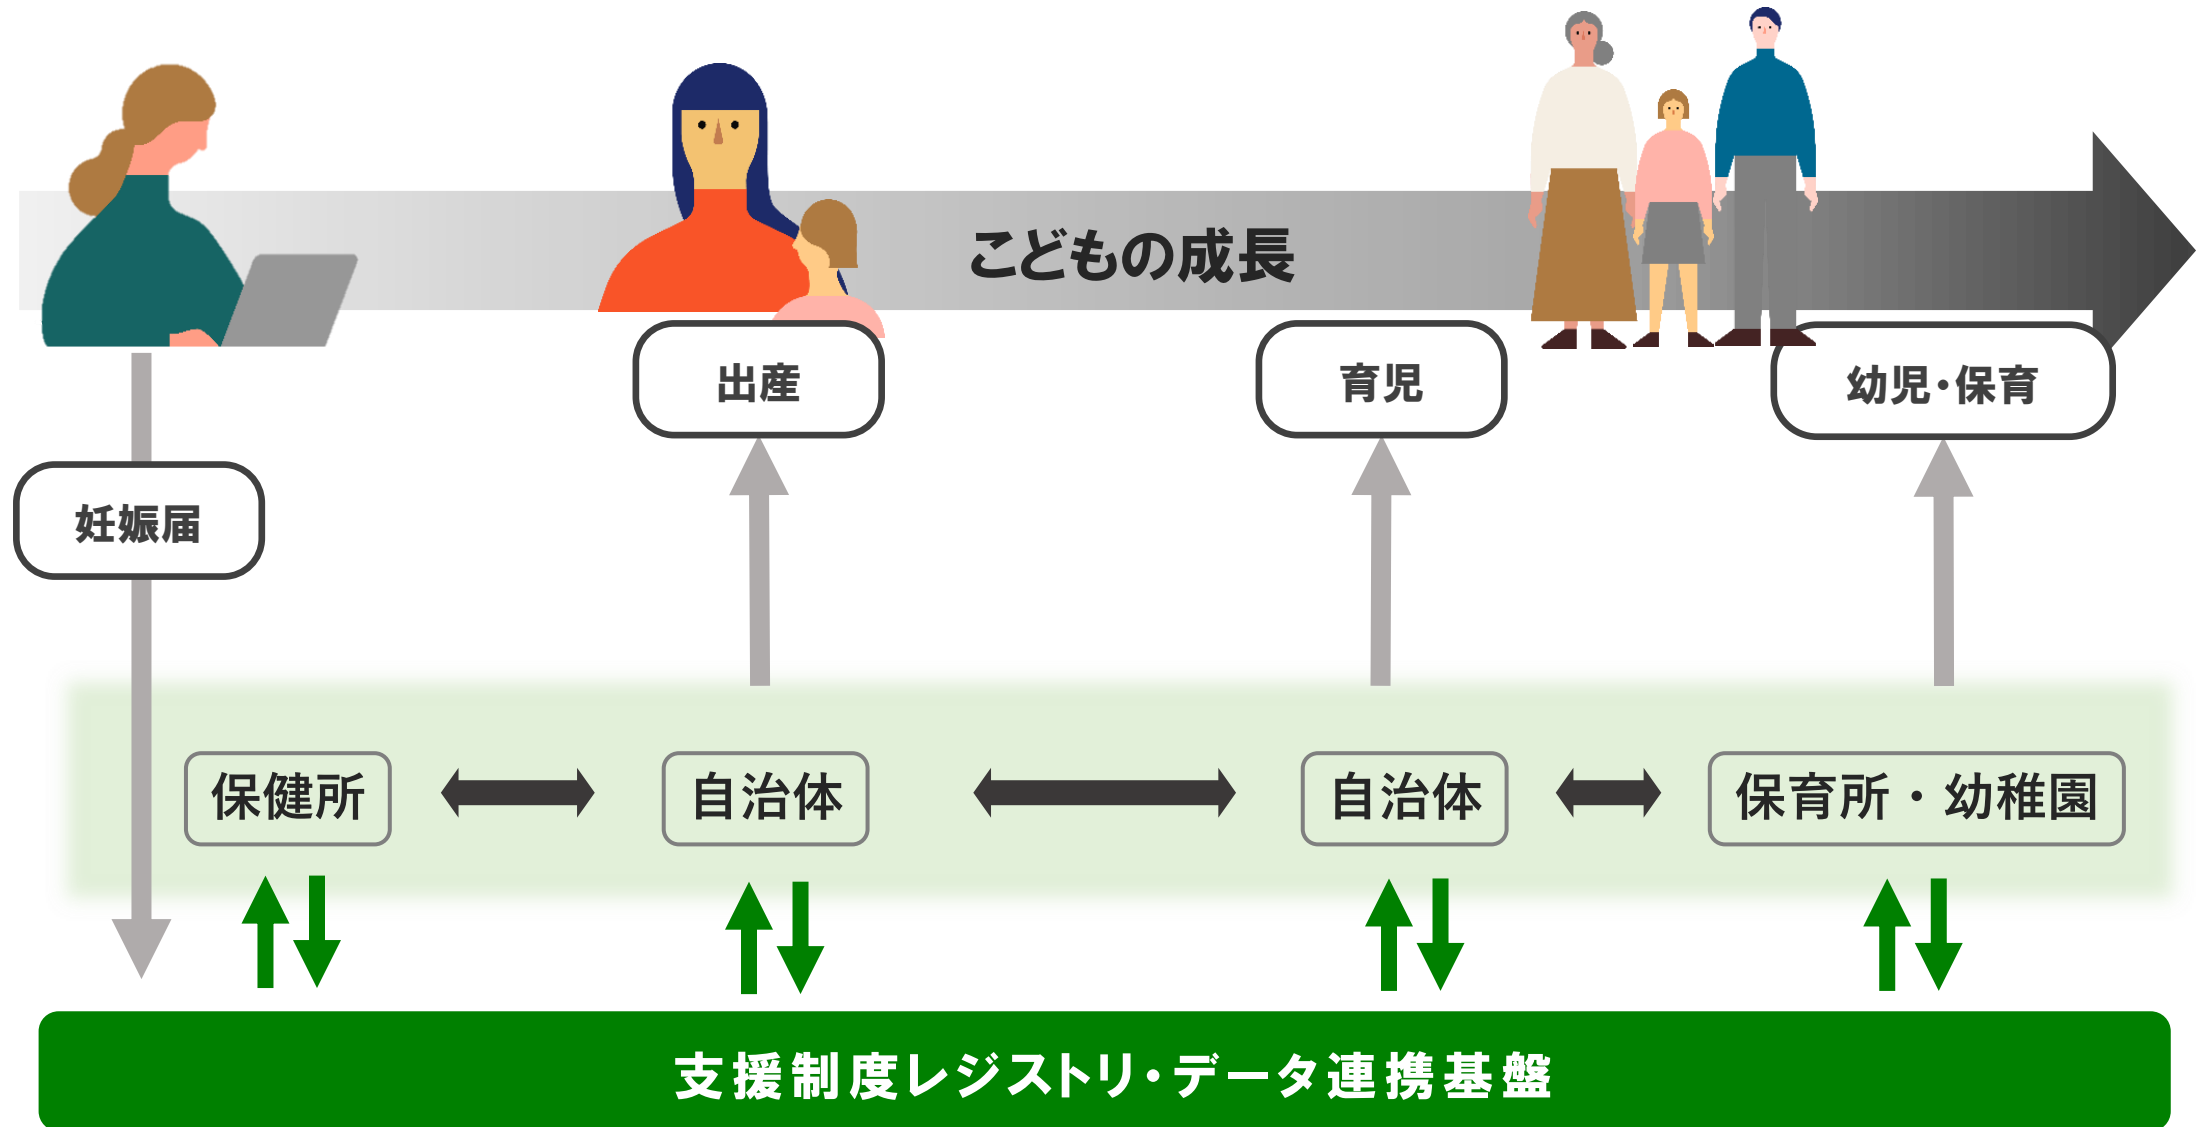 こどもの成長
出産
育児
幼児・保育
妊娠届
保健所
自治体
自治体
保育所・幼稚園
支援制度レジストリ・データ連携基盤